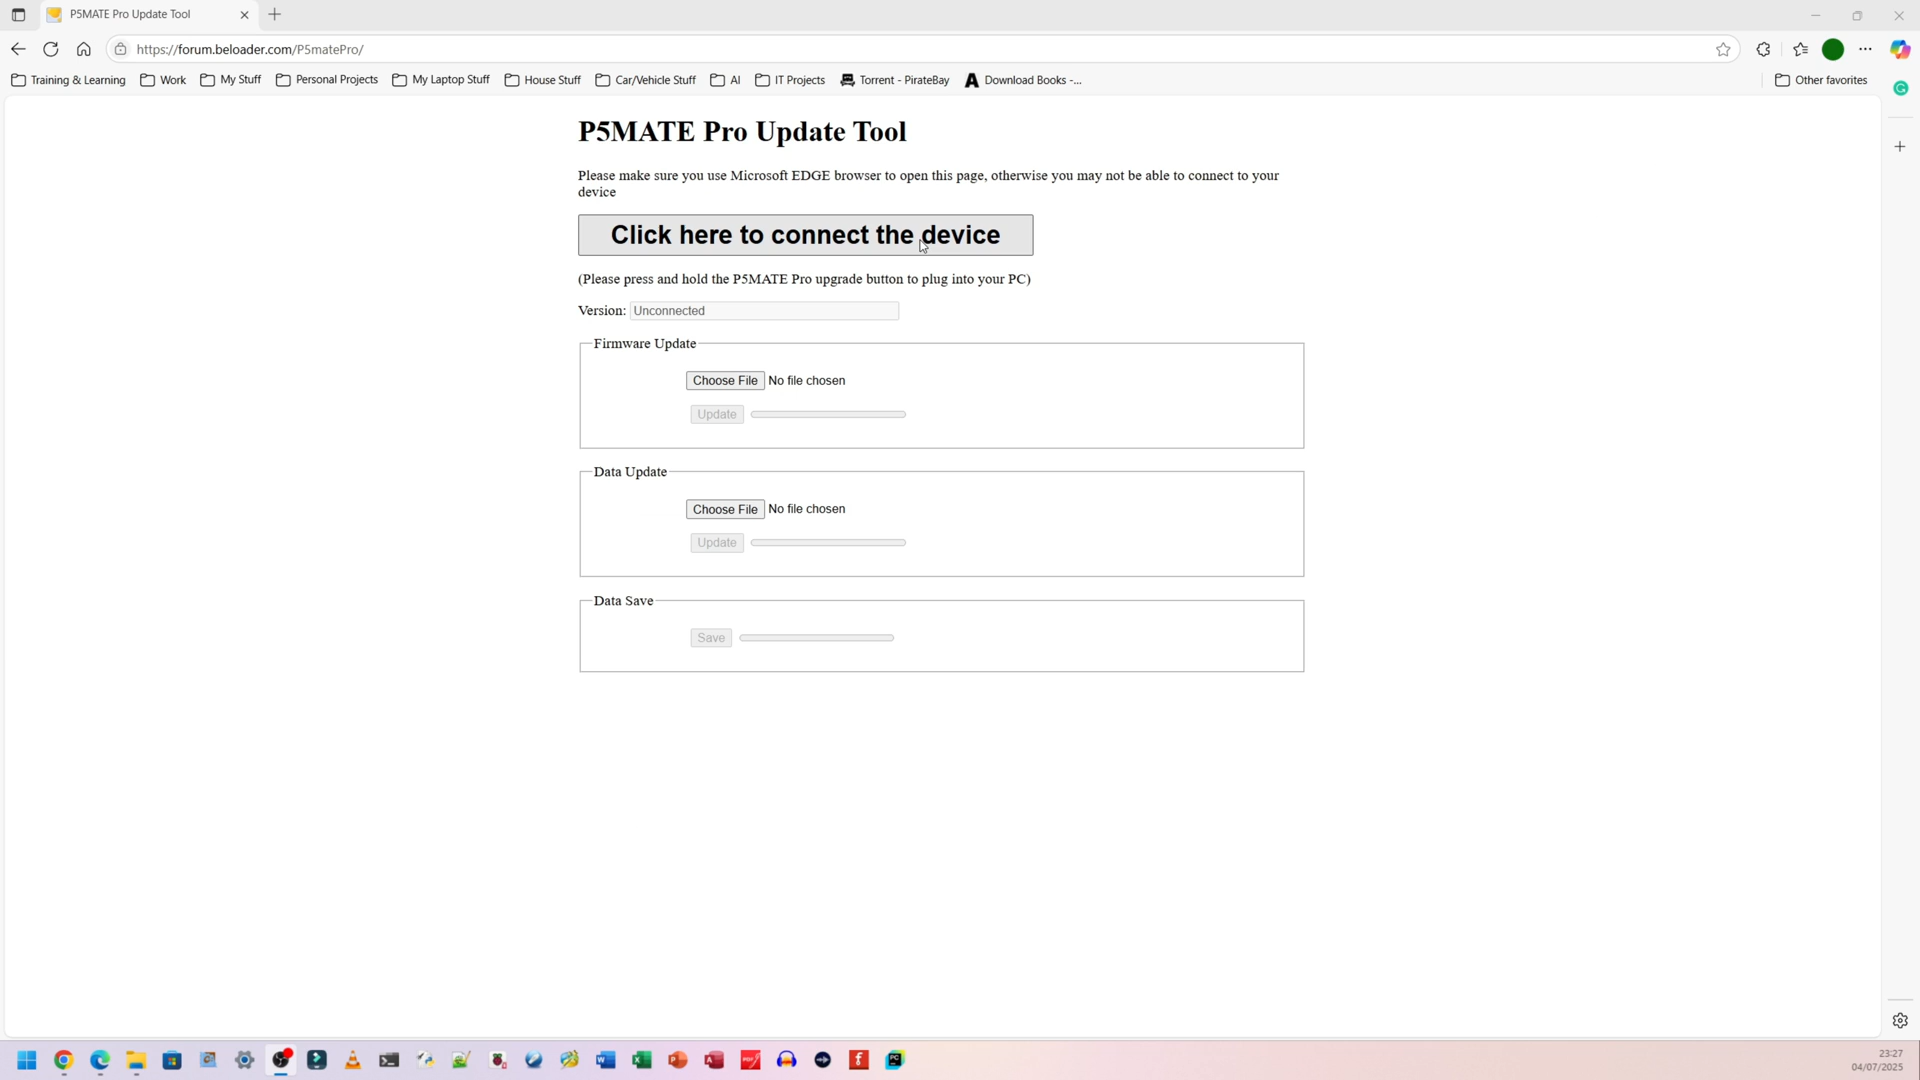 P5MATE Pro Update Tool
https://forum.beloader.com/P5matePro/
Training & Learning
Work
My Stuff
Personal Projects
My Laptop Stuff
House Stuff
Car/Vehicle Stuff
AI
IT Projects
Torrent - PirateBay
Download Books -...
Other favorites
P5MATE Pro Update Tool
Please make sure you use Microsoft EDGE browser to open this page, otherwise you may not be able to connect to your
device
Click here to connect the device
(Please press and hold the P5MATE Pro upgrade button to plug into your PC)
Version: Unconnected
Firmware Update
Choose File No file chosen
Update
Data Update
Choose File No file chosen
Update
Data Save
Save
23:27
04/07/2025